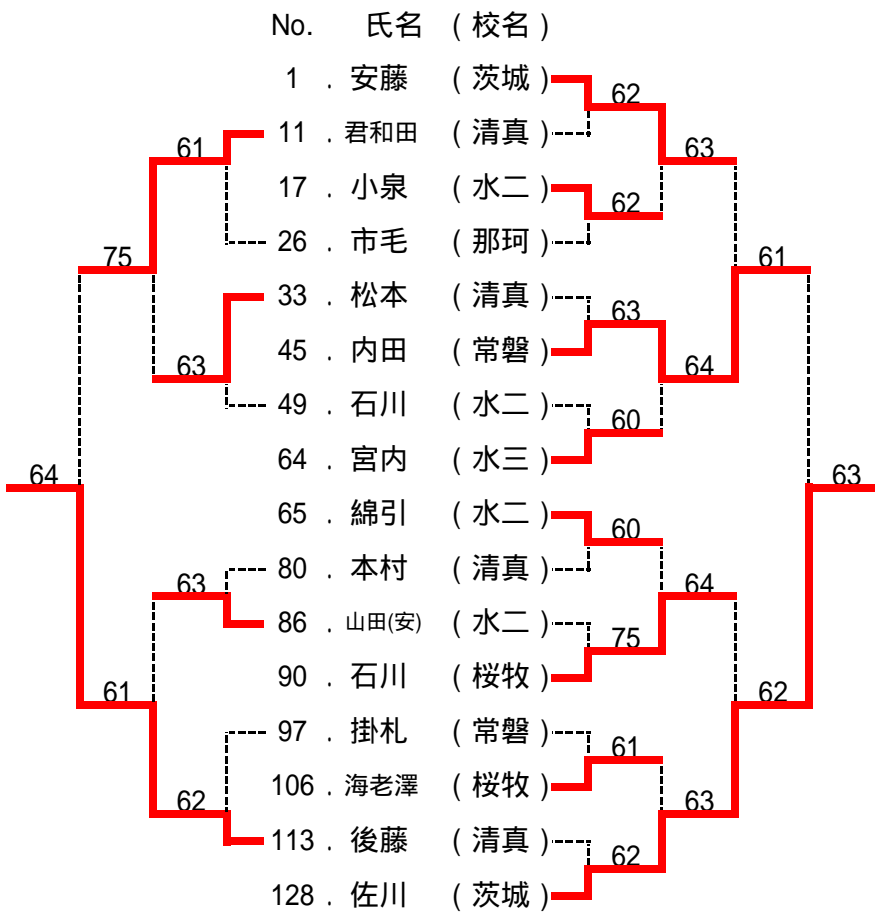 No. 氏名 (校名)
1 . 安藤 (茨城)
62
11 . 君和田 (清真)
61
63
17 . 小泉 (水二)
62
26 . 市毛 (那珂)
75
61
33 . 松本 (清真)
63
45 . 内田 (常磐)
63
64
49 . 石川 (水二)
60
64 . 宮内 (水三)
64
63
65 . 綿引 (水二)
60
80 . 本村 (清真)
63
64
86 . 山田(安) (水二)
75
90 . 石川 (桜牧)
61
62
97 . 掛札 (常磐)
61
106 . 海老澤 (桜牧)
62
63
113 . 後藤 (清真)
62
128 . 佐川 (茨城)